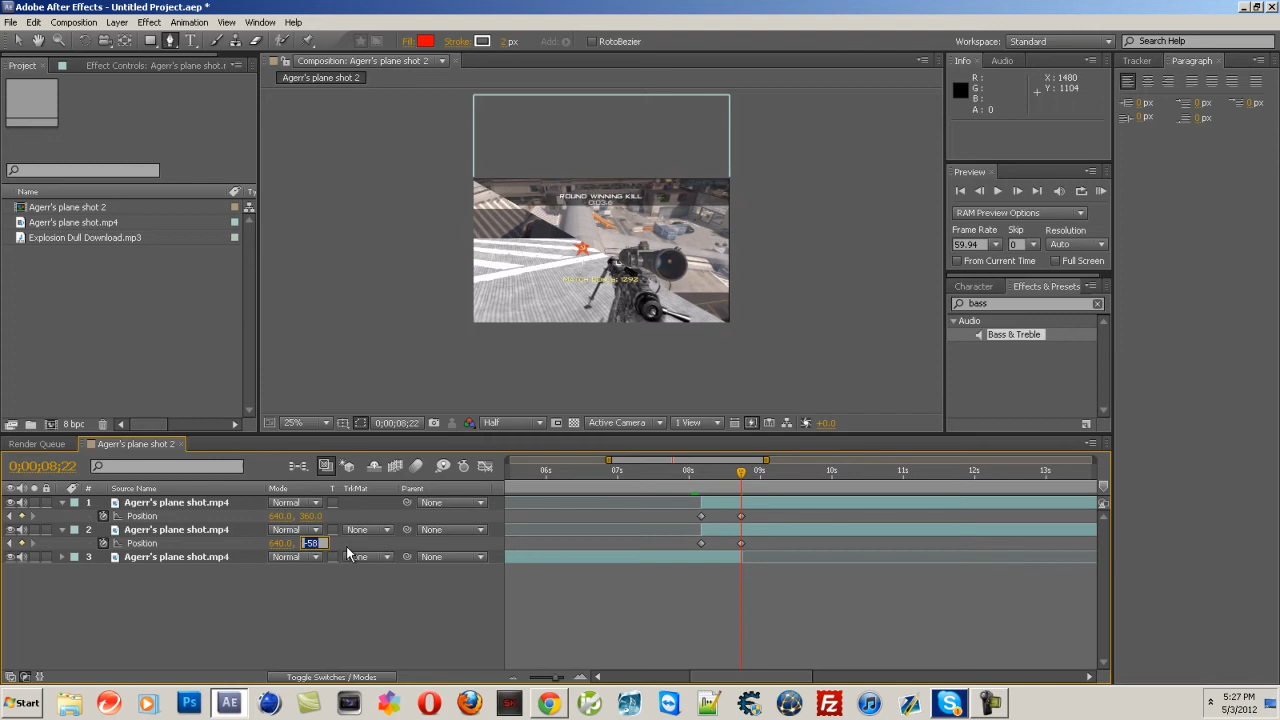 Adobe After Effects - Untitled Project.aep *
File Edit Composition Layer Effect Animation View Window Help
Fill: Stroke: 2 px Add: RotoBezier Workspace: Standard Search Help
Project Effect Controls: Agerr's plane shot. Composition: Agerr's plane shot 2 Info Audio Tracker Paragraph
Agerr's plane shot 2
R : X : 1480
G : Y : 1104
B :
A : 0
0 px 0 px 0 px
0 px 0 px
ROUND WINNING KILL
Preview
RAM Preview Options
Frame Rate Skip Resolution
59.94 0 Auto
From Current Time Full Screen
Name Ty
Agerr's plane shot 2
Agerr's plane shot.mp4
Explosion Dull Download.mp3
Character Effects & Presets
bass
Audio
Bass & Treble
8 bpc 25% 0;00;08;22 Half Active Camera 1 View +0.0
Render Queue Agerr's plane shot 2
0;00;08;22 06s 07s 08s 09s 10s 11s 12s 13s
# Source Name Mode T TrkMat Parent
1 Agerr's plane shot.mp4 Normal None
Position 640.0, 360.0
2 Agerr's plane shot.mp4 Normal None None
Position 640.0, -58
3 Agerr's plane shot.mp4 Normal None None
Toggle Switches / Modes
Start Ps Ae 5:27 PM
5/3/2012